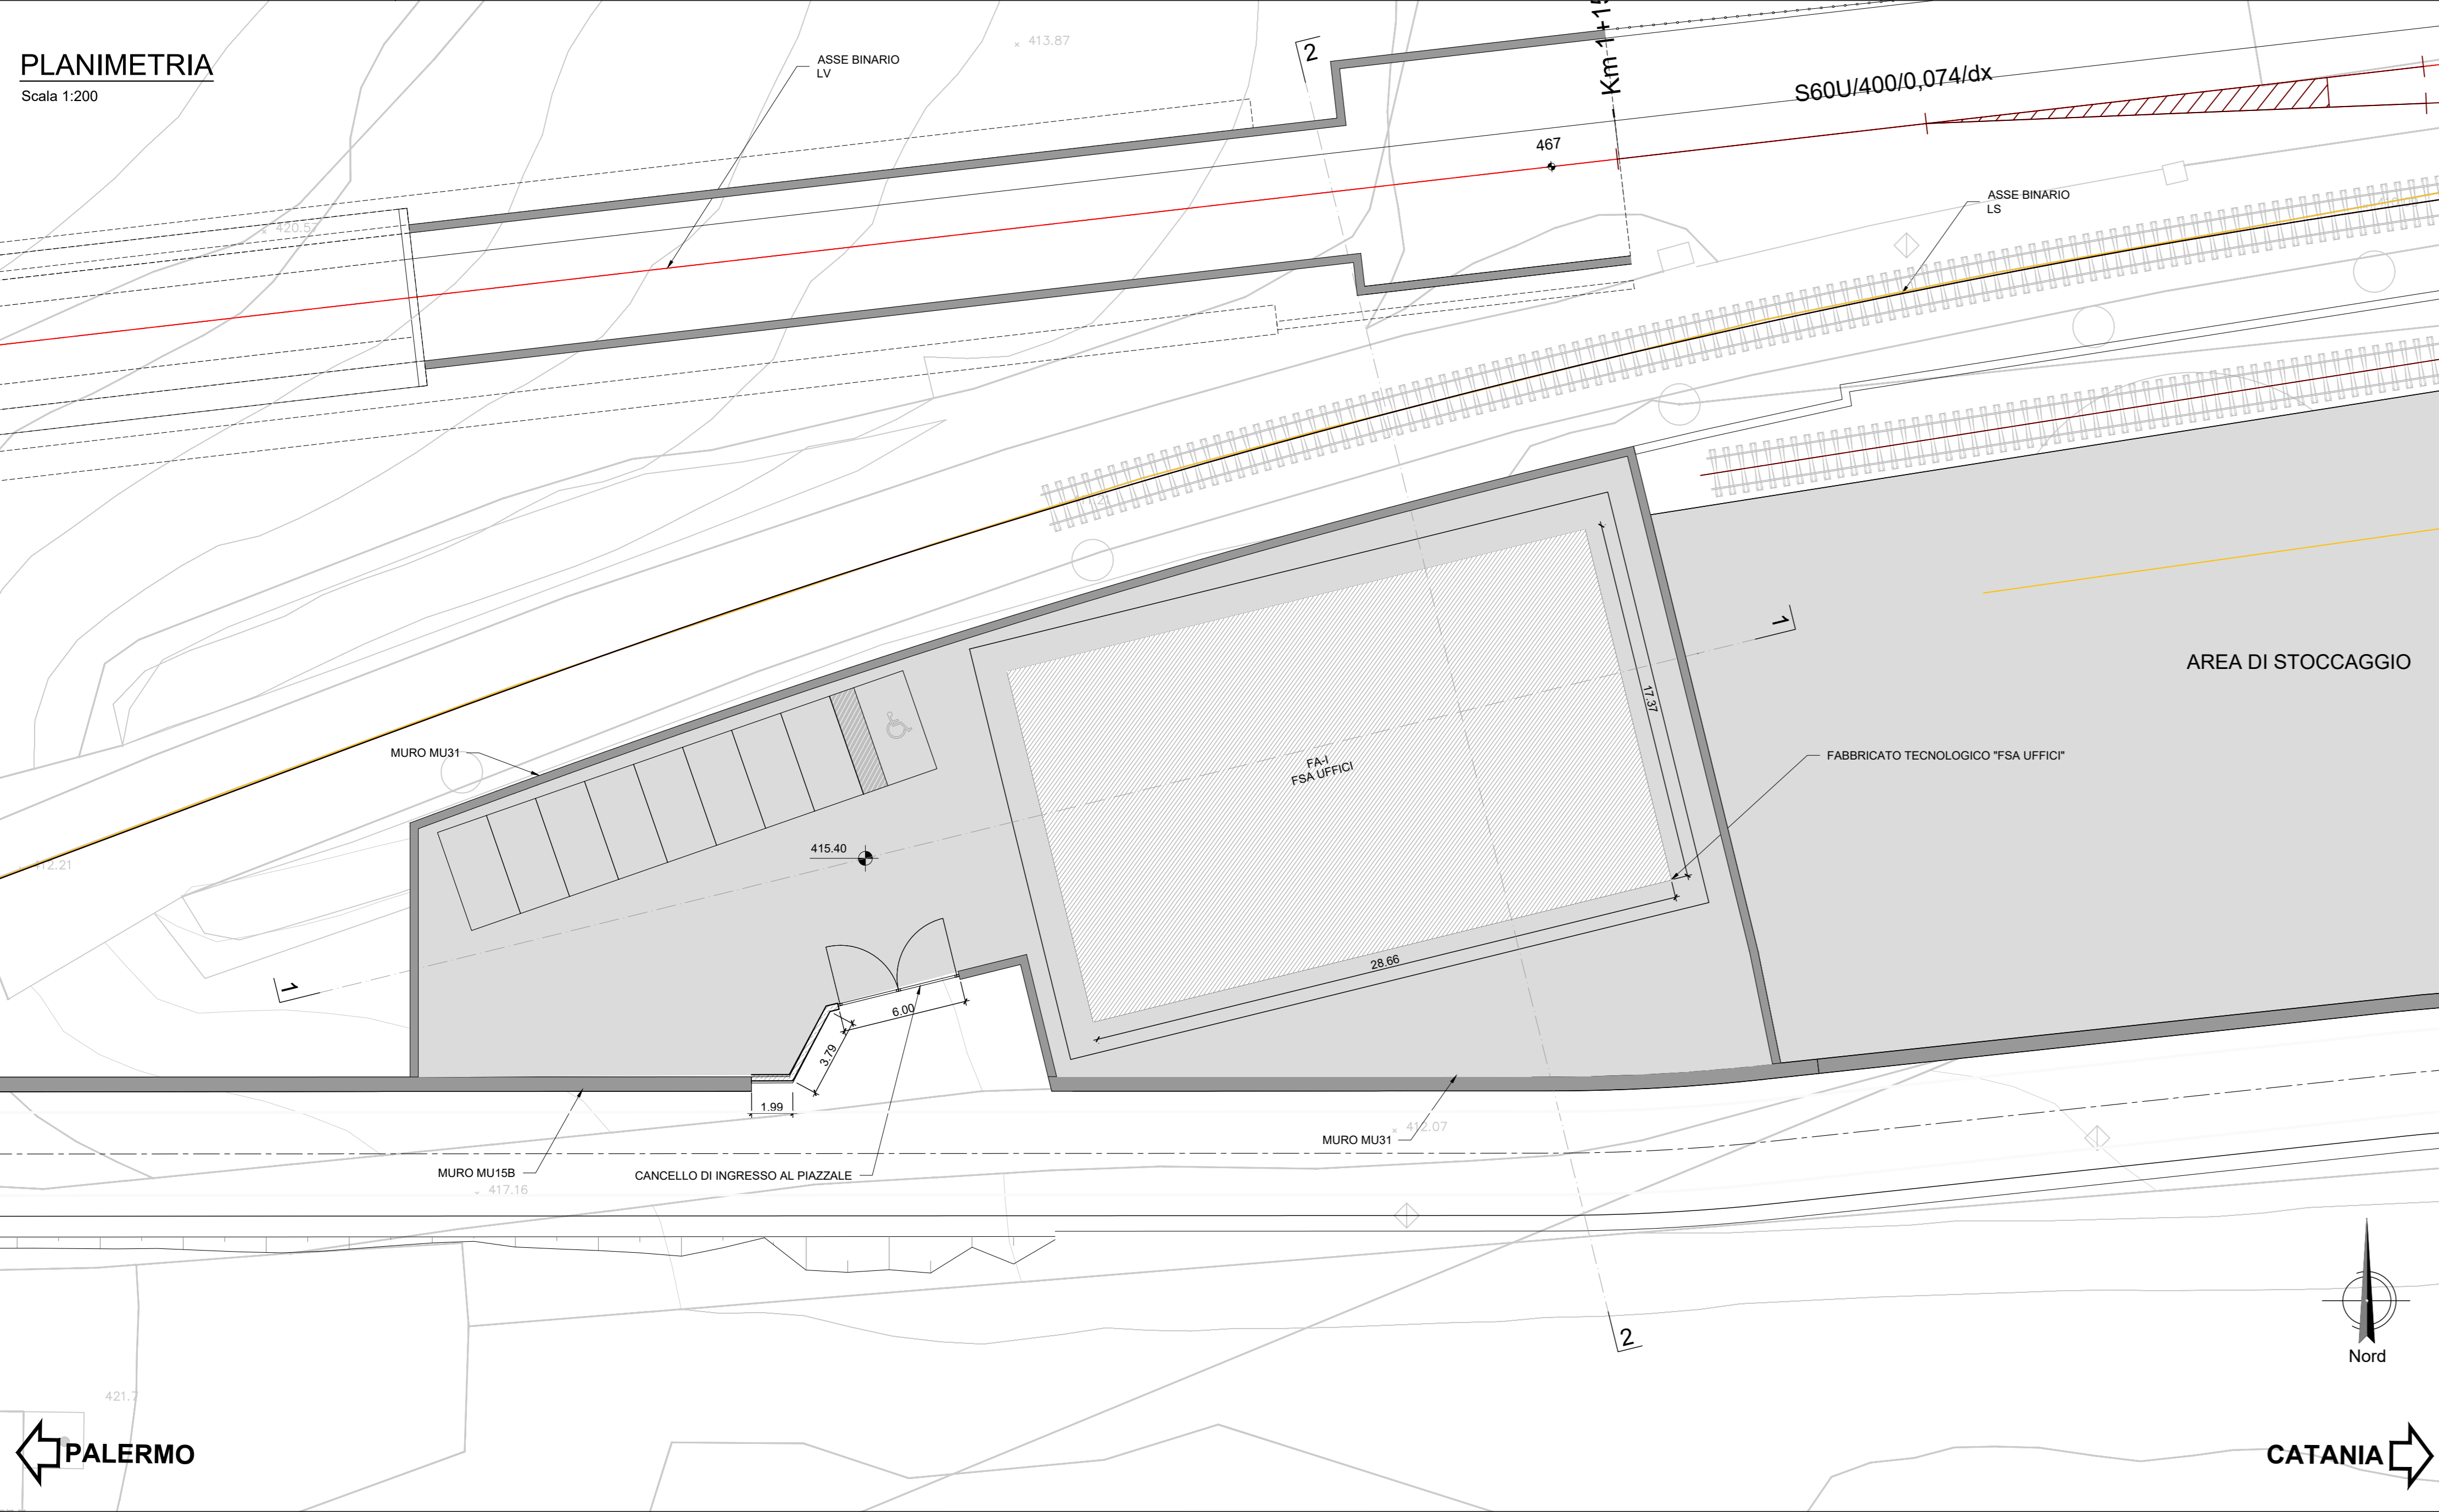 PLANIMETRIA
Scala 1:200
ASSE BINARIO
LV
413.87
2
S60U/400/0,074/dx
467
ASSE BINARIO
LS
1
AREA DI STOCCAGGIO
17.37
MURO MU31
FA-I
FSA UFFICI
FABBRICATO TECNOLOGICO "FSA UFFICI"
415.40
28.66
1
6.00
3.79
1.99
412.07
MURO MU31
MURO MU15B
CANCELLO DI INGRESSO AL PIAZZALE
417.16
2
Nord
PALERMO
CATANIA